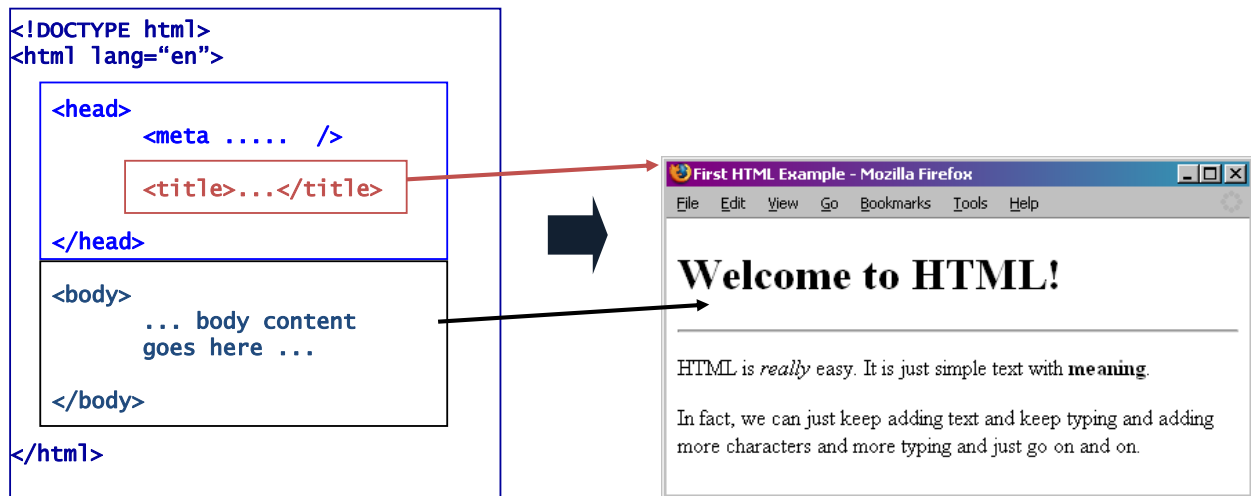 <!DOCTYPE html>
<html lang=“en”>
<head>
<meta ..... />
<title>...</title>
</head>
<body>
... body content
goes here ...
</body>
</html>
First HTML Example - Mozilla Firefox
File Edit View Go Bookmarks Tools Help
Welcome to HTML!
HTML is really easy. It is just simple text with meaning.
In fact, we can just keep adding text and keep typing and adding
more characters and more typing and just go on and on.